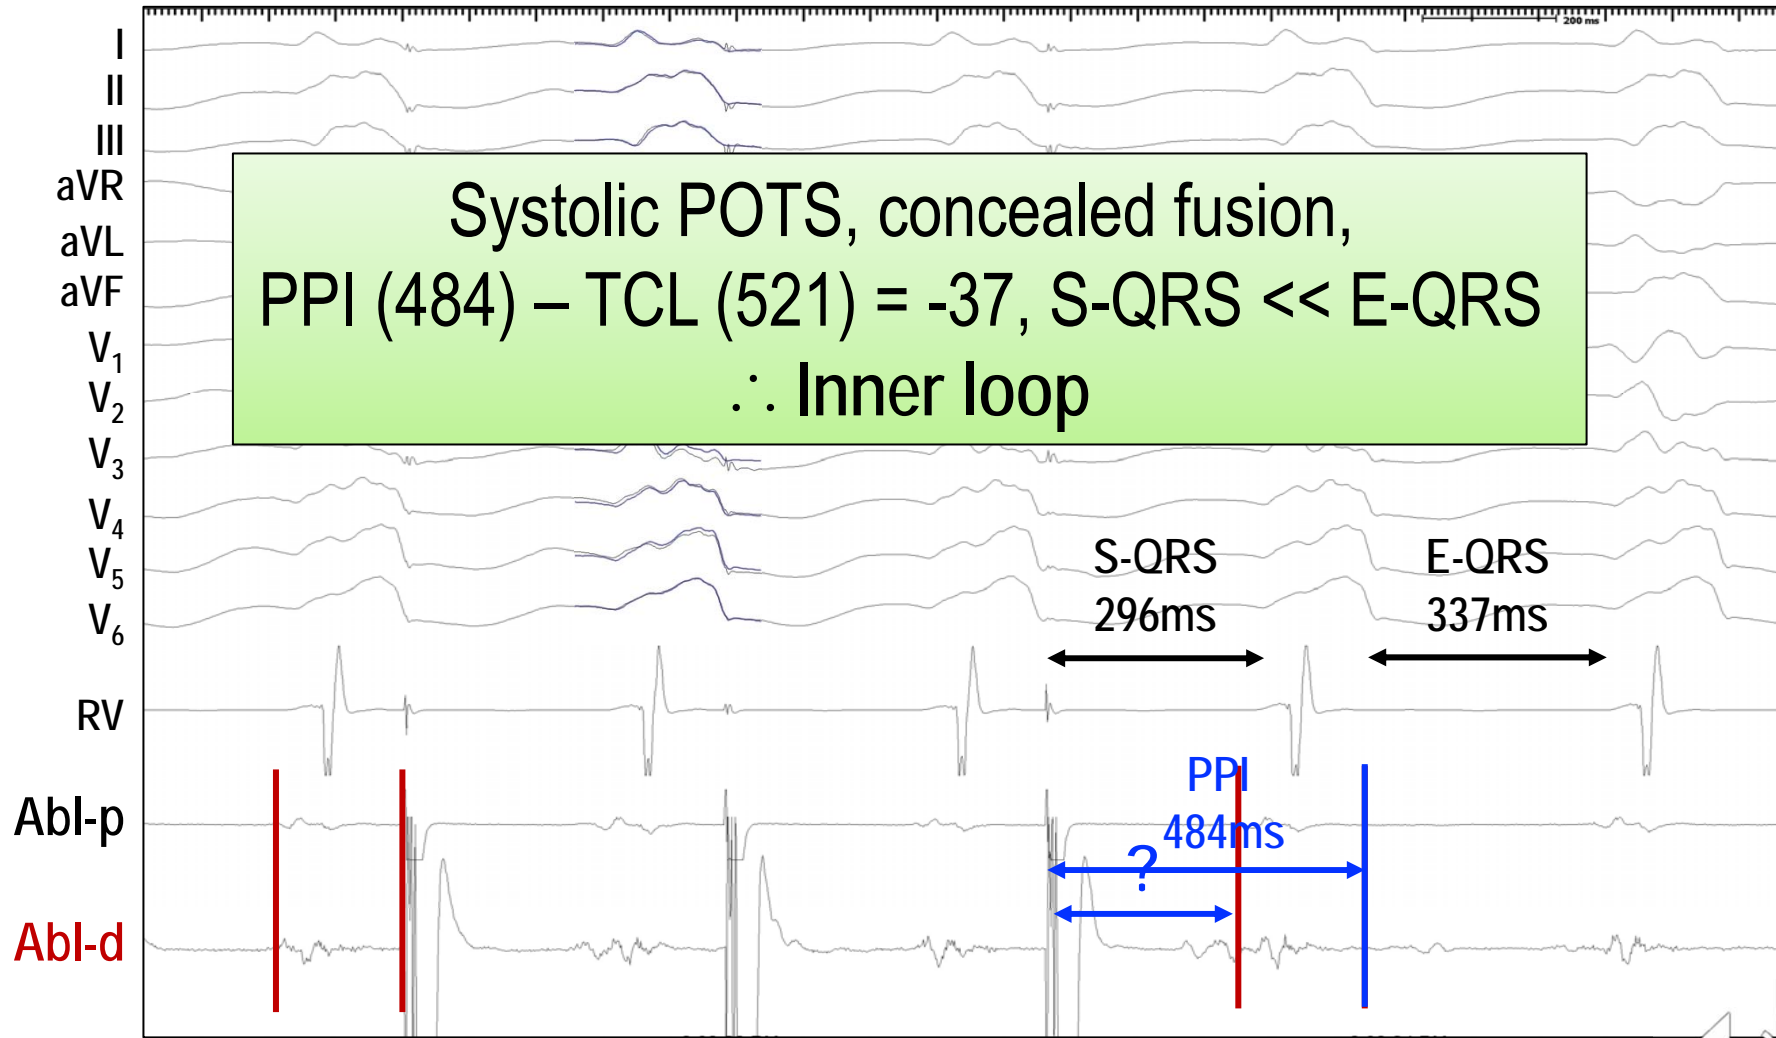 200 ms
I
II
III
aVR
aVL
aVF
V1
V2
V3
V4
V5
V6
RV
Abl-p
Abl-d
Systolic POTS, concealed fusion,
PPI (484) – TCL (521) = -37, S-QRS << E-QRS
∴ Inner loop
S-QRS
296ms
E-QRS
337ms
PPI
484ms
?